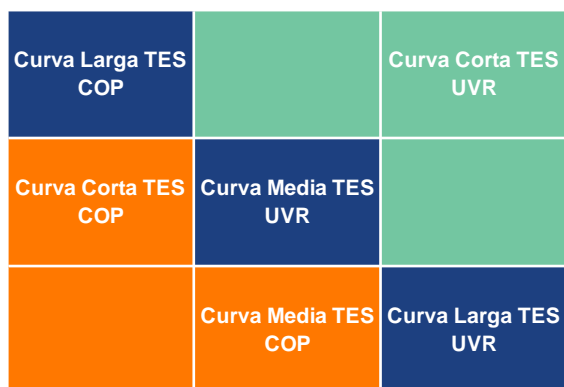 Curva Larga TES
COP
Curva Corta TES
UVR
Curva Corta TES
COP
Curva Media TES
UVR
Curva Media TES
COP
Curva Larga TES
UVR